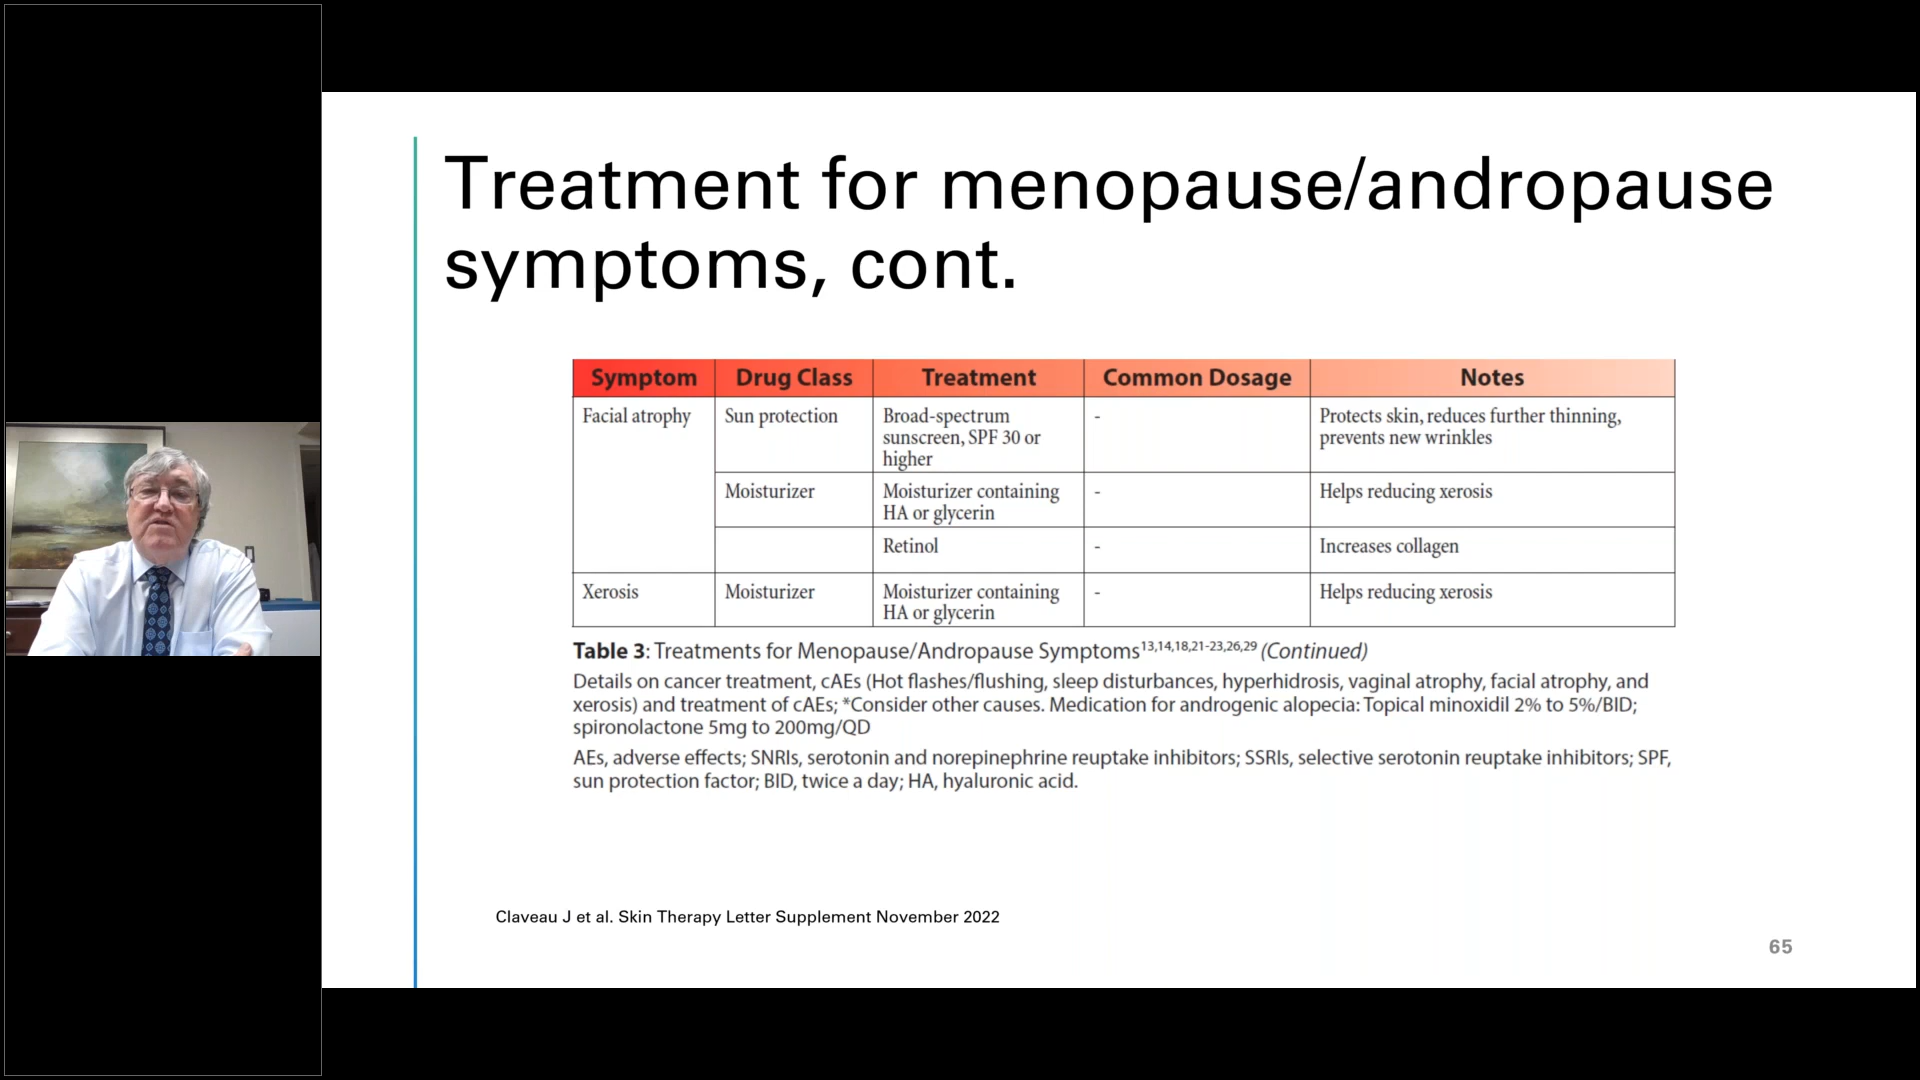 Treatment for menopause/andropause
symptoms, cont.
Symptom Drug Class Treatment Common Dosage Notes
Facial atrophy Sun protection Broad-spectrum sunscreen, SPF 30 or higher - Protects skin, reduces further thinning, prevents new wrinkles
Moisturizer Moisturizer containing HA or glycerin - Helps reducing xerosis
Retinol - Increases collagen
Xerosis Moisturizer Moisturizer containing HA or glycerin - Helps reducing xerosis
Table 3: Treatments for Menopause/Andropause Symptoms13,14,18,21-23,26,29 (Continued)
Details on cancer treatment, cAEs (Hot flashes/flushing, sleep disturbances, hyperhidrosis, vaginal atrophy, facial atrophy, and
xerosis) and treatment of cAEs; *Consider other causes. Medication for androgenic alopecia: Topical minoxidil 2% to 5%/BID;
spironolactone 5mg to 200mg/QD
AEs, adverse effects; SNRIs, serotonin and norepinephrine reuptake inhibitors; SSRIs, selective serotonin reuptake inhibitors; SPF,
sun protection factor; BID, twice a day; HA, hyaluronic acid.
Claveau J et al. Skin Therapy Letter Supplement November 2022
65